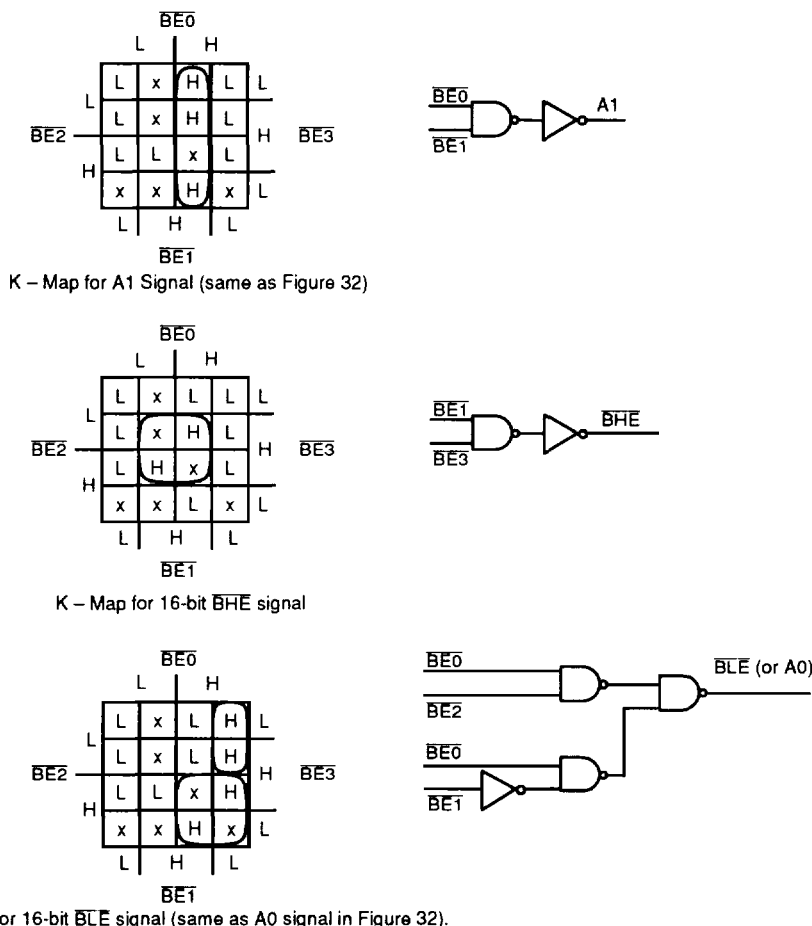 BE0
L H
L x H L L
L
L x H L
BE2 H BE3
L L x L
H
x x H x L
L H L
BE1
K – Map for A1 Signal (same as Figure 32)
BE0
A1
BE1
BE0
L H
L x L L L
L
L x H L
BE2 H BE3
L H x L
H
x x L x L
L H L
BE1
K – Map for 16-bit BHE signal
BE1
BHE
BE3
BE0
L H
L x L H L
L
L x L H
BE2 H BE3
L L x H
H
x x H x L
L H L
BE1
or 16-bit BLE signal (same as A0 signal in Figure 32).
BE0
BLE (or A0)
BE2
BE0
BE1